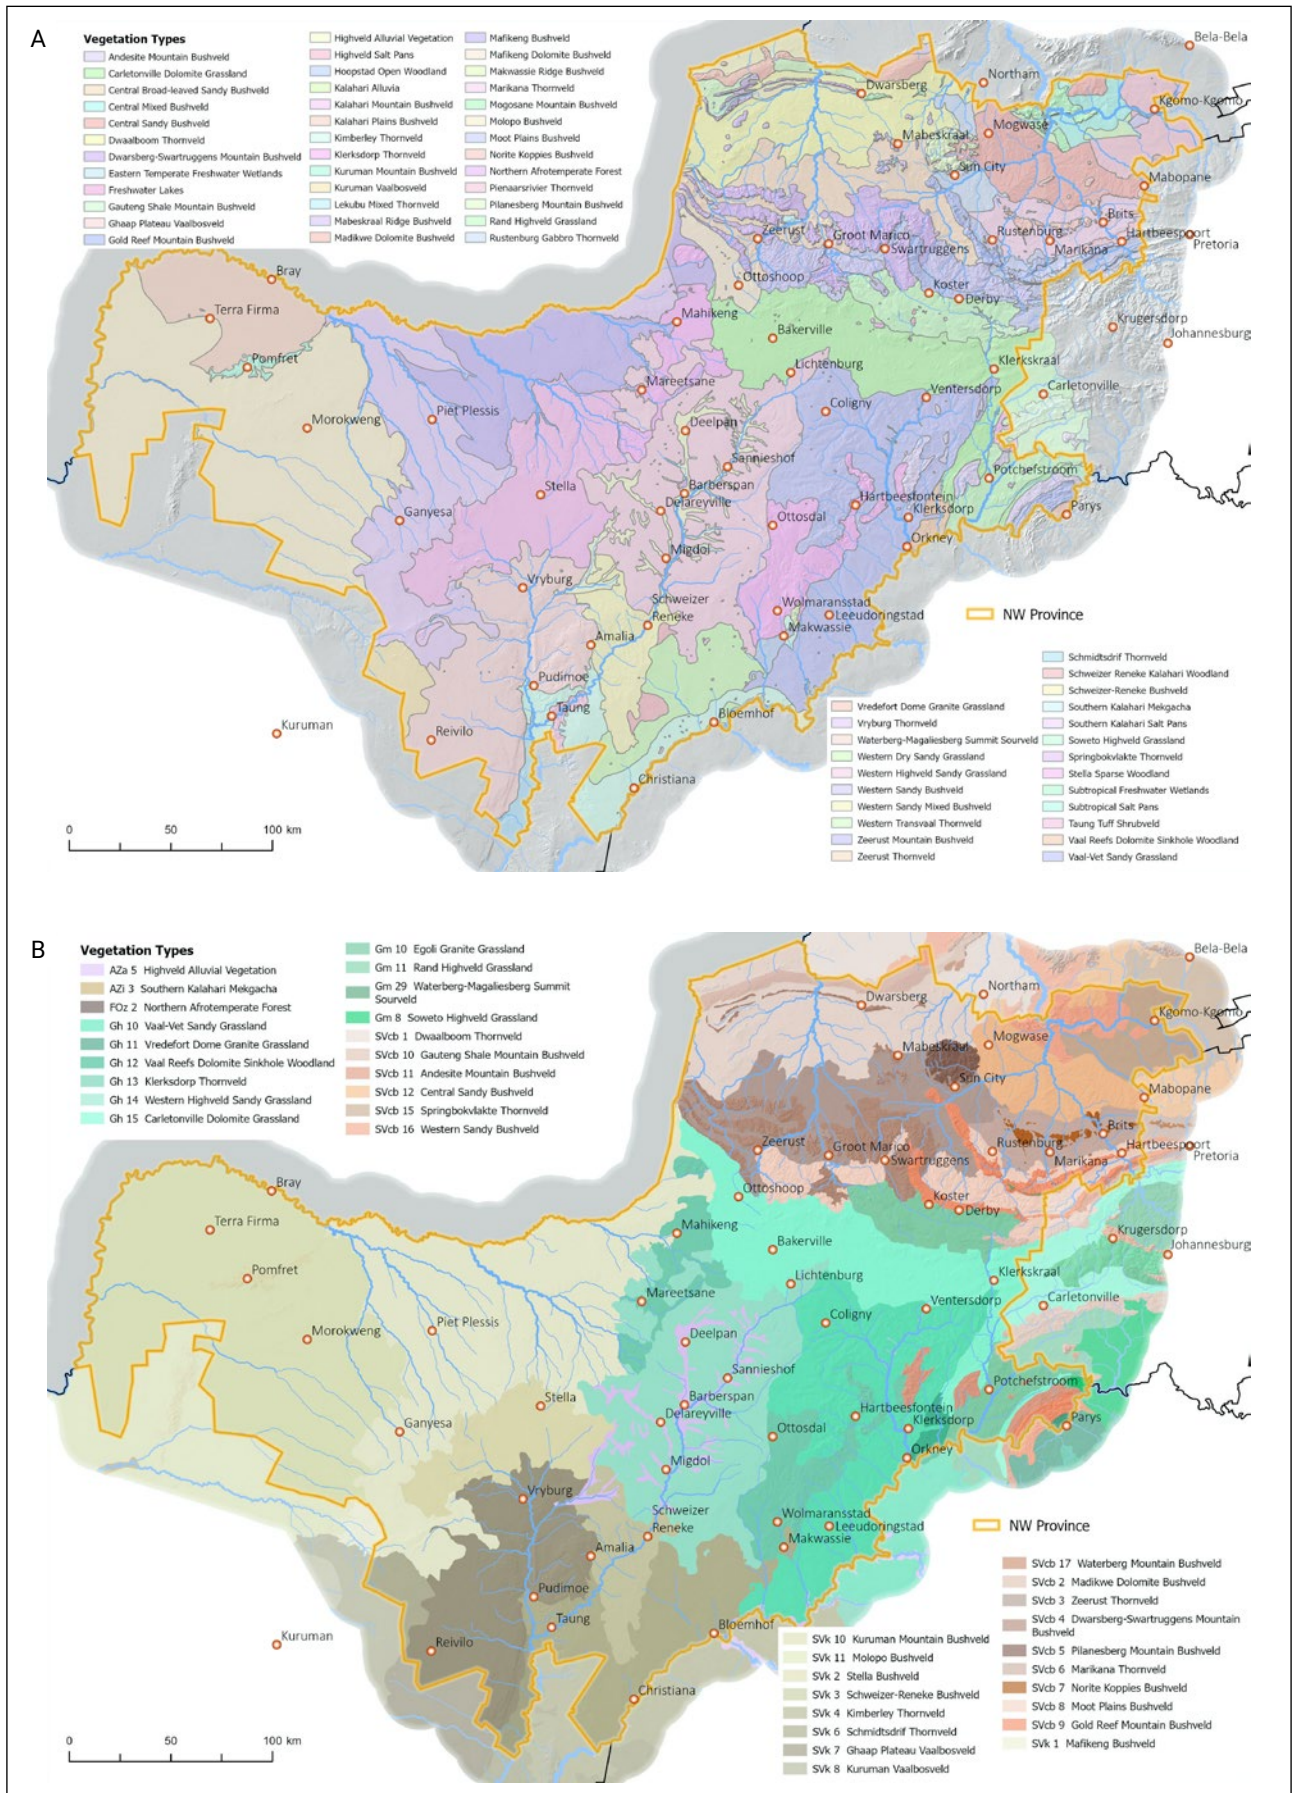 A
Vegetation Types
Andesite Mountain Bushveld
Carletonville Dolomite Grassland
Central Broad-leaved Sandy Bushveld
Central Mixed Bushveld
Central Sandy Bushveld
Dwaalboom Thornveld
Dwarsberg-Swartruggens Mountain Bushveld
Eastern Temperate Freshwater Wetlands
Freshwater Lakes
Gauteng Shale Mountain Bushveld
Ghaap Plateau Vaalbosveld
Gold Reef Mountain Bushveld
Highveld Alluvial Vegetation
Highveld Salt Pans
Hoopstad Open Woodland
Kalahari Alluvia
Kalahari Mountain Bushveld
Kalahari Plains Bushveld
Kimberley Thornveld
Klerksdorp Thornveld
Kuruman Mountain Bushveld
Kuruman Vaalbosveld
Lekubu Mixed Thornveld
Mabeskraal Ridge Bushveld
Madikwe Dolomite Bushveld
Mafikeng Bushveld
Mafikeng Dolomite Bushveld
Makwassie Ridge Bushveld
Marikana Thornveld
Mogosane Mountain Bushveld
Molopo Bushveld
Moot Plains Bushveld
Norite Koppies Bushveld
Northern Afrotemperate Forest
Pienaarsrivier Thornveld
Pilanesberg Mountain Bushveld
Rand Highveld Grassland
Rustenburg Gabbro Thornveld
Bela-Bela
Northam
Dwarsberg
Kgomo-Kgomo
Mogwase
Mabeskraal
Sun City
Mabopane
Brits
Zeerust
Groot Marico
Rustenburg
Hartbeespoort
Swartruggens
Marikana
Pretoria
Bray
Ottoshoop
Koster
Derby
Terra Firma
Mahikeng
Bakerville
Krugersdorp
Johannesburg
Pomfret
Lichtenburg
Klerkskraal
Mareetsane
Ventersdorp
Carletonville
Piet Plessis
Coligny
Morokweng
Deelpan
Sannieshof
Potchefstroom
Stella
Barberspan
Delareyville
Hartbeesfontein
Ganyesa
Ottosdal
Klerksdorp
Parys
Orkney
Migdol
Vryburg
Schweizer
Reneke
Wolmaransstad
Leeudoringstad
Makwassie
Amalia
Pudimoe
Taung
Bloemhof
Kuruman
Reivilo
Christiana
NW Province
0 50 100 km
Vredefort Dome Granite Grassland
Vryburg Thornveld
Waterberg-Magaliesberg Summit Sourveld
Western Dry Sandy Grassland
Western Highveld Sandy Grassland
Western Sandy Bushveld
Western Sandy Mixed Bushveld
Western Transvaal Thornveld
Zeerust Mountain Bushveld
Zeerust Thornveld
Schmidtsdrif Thornveld
Schweizer Reneke Kalahari Woodland
Schweizer-Reneke Bushveld
Southern Kalahari Mekgacha
Southern Kalahari Salt Pans
Soweto Highveld Grassland
Springbokvlakte Thornveld
Stella Sparse Woodland
Subtropical Freshwater Wetlands
Subtropical Salt Pans
Taung Tuff Shrubveld
Vaal Reefs Dolomite Sinkhole Woodland
Vaal-Vet Sandy Grassland
B
Vegetation Types
AZa 5 Highveld Alluvial Vegetation
AZi 3 Southern Kalahari Mekgacha
FOz 2 Northern Afrotemperate Forest
Gh 10 Vaal-Vet Sandy Grassland
Gh 11 Vredefort Dome Granite Grassland
Gh 12 Vaal Reefs Dolomite Sinkhole Woodland
Gh 13 Klerksdorp Thornveld
Gh 14 Western Highveld Sandy Grassland
Gh 15 Carletonville Dolomite Grassland
Gm 10 Egoli Granite Grassland
Gm 11 Rand Highveld Grassland
Gm 29 Waterberg-Magaliesberg Summit
Sourveld
Gm 8 Soweto Highveld Grassland
SVcb 1 Dwaalboom Thornveld
SVcb 10 Gauteng Shale Mountain Bushveld
SVcb 11 Andesite Mountain Bushveld
SVcb 12 Central Sandy Bushveld
SVcb 15 Springbokvlakte Thornveld
SVcb 16 Western Sandy Bushveld
Bela-Bela
Northam
Dwarsberg
Kgomo-Kgomo
Mogwase
Mabeskraal
Sun City
Mabopane
Brits
Zeerust
Groot Marico
Rustenburg
Hartbeespoort
Swartruggens
Marikana
Pretoria
Bray
Ottoshoop
Koster
Derby
Terra Firma
Mahikeng
Bakerville
Krugersdorp
Johannesburg
Pomfret
Lichtenburg
Klerkskraal
Mareetsane
Ventersdorp
Carletonville
Piet Plessis
Coligny
Morokweng
Deelpan
Sannieshof
Potchefstroom
Stella
Barberspan
Delareyville
Hartbeesfontein
Ganyesa
Ottosdal
Klerksdorp
Parys
Orkney
Migdol
Vryburg
Schweizer
Reneke
Wolmaransstad
Leeudoringstad
Makwassie
Amalia
Pudimoe
Taung
Bloemhof
Kuruman
Reivilo
Christiana
NW Province
0 50 100 km
SVk 10 Kuruman Mountain Bushveld
SVk 11 Molopo Bushveld
SVk 2 Stella Bushveld
SVk 3 Schweizer-Reneke Bushveld
SVk 4 Kimberley Thornveld
SVk 6 Schmidtsdrif Thornveld
SVk 7 Ghaap Plateau Vaalbosveld
SVk 8 Kuruman Vaalbosveld
SVcb 17 Waterberg Mountain Bushveld
SVcb 2 Madikwe Dolomite Bushveld
SVcb 3 Zeerust Thornveld
SVcb 4 Dwarsberg-Swartruggens Mountain
Bushveld
SVcb 5 Pilanesberg Mountain Bushveld
SVcb 6 Marikana Thornveld
SVcb 7 Norite Koppies Bushveld
SVcb 8 Moot Plains Bushveld
SVcb 9 Gold Reef Mountain Bushveld
SVk 1 Mafikeng Bushveld